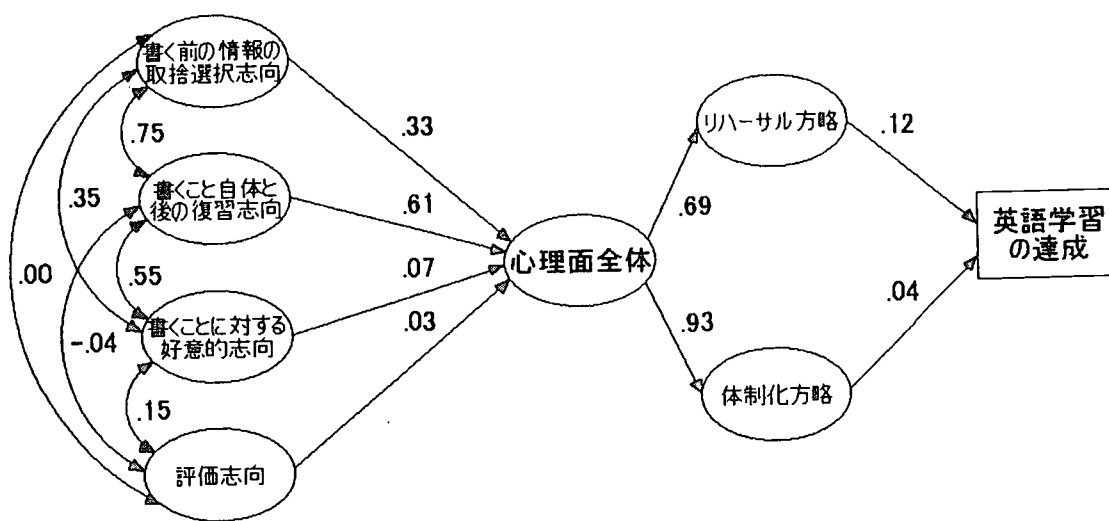 書く前の情報の
取捨選択志向
.33
.75
書くこと自体と
後の復習志向
.61
.35
.00
.55
書くことに対する
好意的志向
.07
-.04
.15
評価志向
.03
心理面全体
.69
.93
リハーサル方略
.12
体制化方略
.04
英語学習
の達成